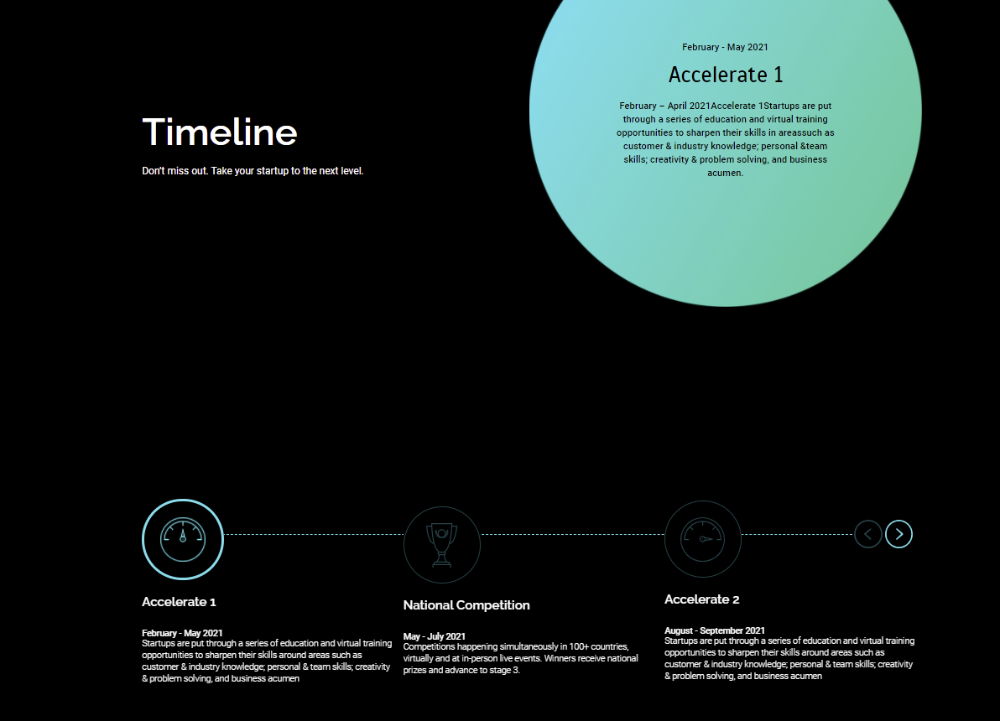 February - May 2021
Accelerate 1
February – April 2021Accelerate 1Startups are put
through a series of education and virtual training
opportunities to sharpen their skills in areassuch as
customer & industry knowledge; personal &team
skills; creativity & problem solving, and business
acumen.
Timeline
Don't miss out. Take your startup to the next level.
Accelerate 1
February - May 2021
Startups are put through a series of education and virtual training
opportunities to sharpen their skills around areas such as
customer & industry knowledge; personal & team skills; creativity
& problem solving, and business acumen
National Competition
May - July 2021
Competitions happening simultaneously in 100+ countries,
virtually and at in-person live events. Winners receive national
prizes and advance to stage 3.
Accelerate 2
August - September 2021
Startups are put through a series of education and virtual training
opportunities to sharpen their skills around areas such as
customer & industry knowledge; personal & team skills; creativity
& problem solving, and business acumen